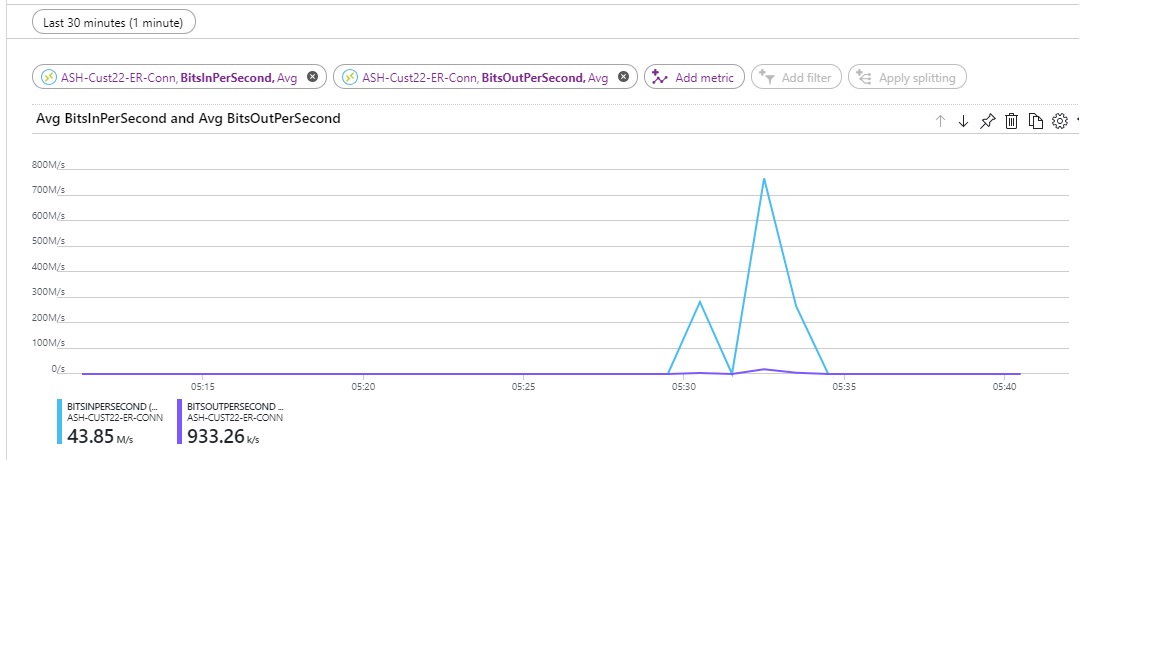 Last 30 minutes (1 minute)
ASH-Cust22-ER-Conn, BitsInPerSecond, Avg ASH-Cust22-ER-Conn, BitsOutPerSecond, Avg Add metric Add filter Apply splitting
Avg BitsInPerSecond and Avg BitsOutPerSecond
800M/s
700M/s
600M/s
500M/s
400M/s
300M/s
200M/s
100M/s
0/s
05:15 05:20 05:25 05:30 05:35 05:40
BITSINPERSECOND (... BITSOUTPERSECOND ...
ASH-CUST22-ER-CONN ASH-CUST22-ER-CONN
43.85 M/s 933.26 k/s